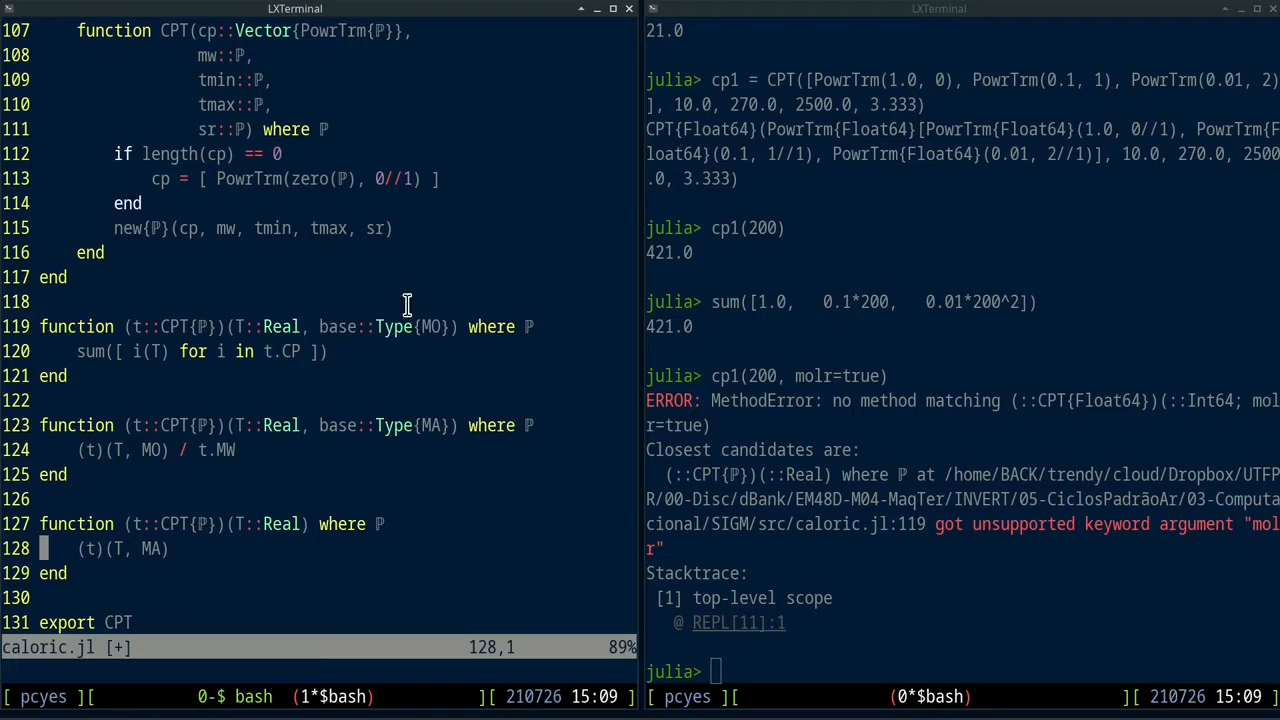 LXTerminal
107     function CPT(cp::Vector{PowrTrm{ℙ}},
108                  mw::ℙ,
109                  tmin::ℙ,
110                  tmax::ℙ,
111                  sr::ℙ) where ℙ
112         if length(cp) == 0
113             cp = [ PowrTrm(zero(ℙ), 0//1) ]
114         end
115         new{ℙ}(cp, mw, tmin, tmax, sr)
116     end
117 end
118
119 function (t::CPT{ℙ})(T::Real, base::Type{MO}) where ℙ
120     sum([ i(T) for i in t.CP ])
121 end
122
123 function (t::CPT{ℙ})(T::Real, base::Type{MA}) where ℙ
124     (t)(T, MO) / t.MW
125 end
126
127 function (t::CPT{ℙ})(T::Real) where ℙ
128     (t)(T, MA)
129 end
130
131 export CPT
caloric.jl [+]                    128,1          89%
[ pcyes ][          0-$ bash  (1*$bash)          ][ 210726 15:09 ]
LXTerminal
21.0
julia> cp1 = CPT([PowrTrm(1.0, 0), PowrTrm(0.1, 1), PowrTrm(0.01, 2)
], 10.0, 270.0, 2500.0, 3.333)
CPT{Float64}(PowrTrm{Float64}[PowrTrm{Float64}(1.0, 0//1), PowrTrm{F
loat64}(0.1, 1//1), PowrTrm{Float64}(0.01, 2//1)], 10.0, 270.0, 2500
.0, 3.333)
julia> cp1(200)
421.0
julia> sum([1.0,   0.1*200,   0.01*200^2])
421.0
julia> cp1(200, molr=true)
ERROR: MethodError: no method matching (::CPT{Float64})(::Int64; mol
r=true)
Closest candidates are:
  (::CPT{ℙ})(::Real) where ℙ at /home/BACK/trendy/cloud/Dropbox/UTFP
R/00-Disc/dBank/EM48D-M04-MaqTer/INVERT/05-CiclosPadrãoAr/03-Computa
cional/SIGM/src/caloric.jl:119 got unsupported keyword argument "mol
r"
Stacktrace:
 [1] top-level scope
   @ REPL[11]:1
julia>
[ pcyes ][                (0*$bash)                ][ 210726 15:09 ]